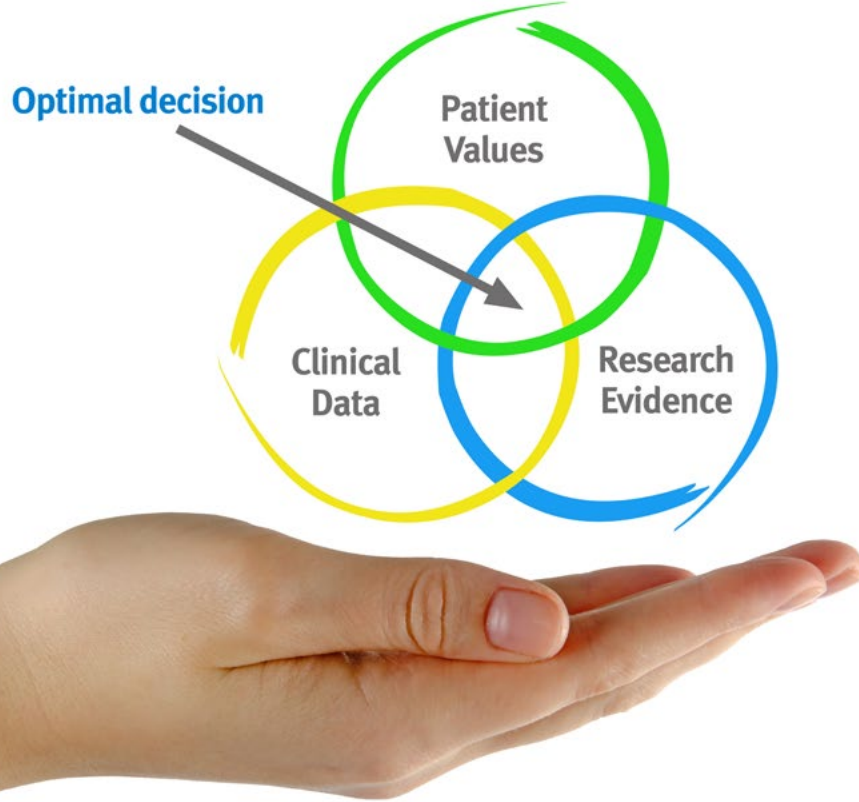 Optimal decision
Patient
Values
Clinical
Data
Research
Evidence